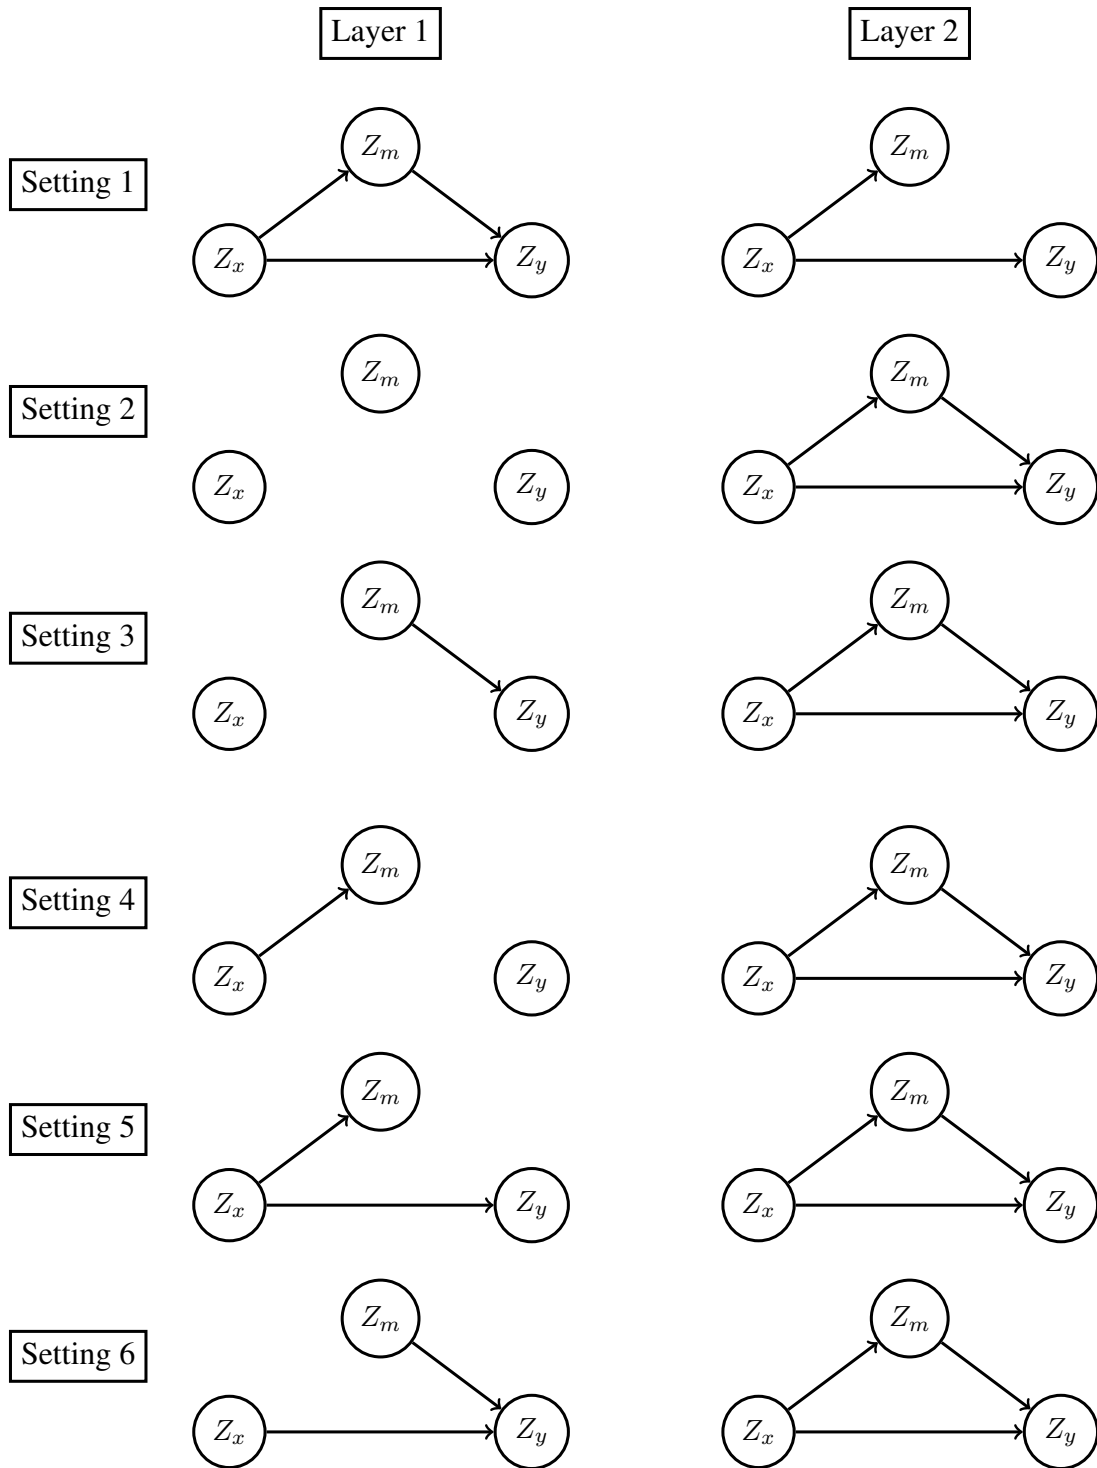 Layer 1 Layer 2
Setting 1
Z_m Z_m
Z_x Z_y Z_x Z_y
Setting 2
Z_m Z_m
Z_x Z_y Z_x Z_y
Setting 3
Z_m Z_m
Z_x Z_y Z_x Z_y
Setting 4
Z_m Z_m
Z_x Z_y Z_x Z_y
Setting 5
Z_m Z_m
Z_x Z_y Z_x Z_y
Setting 6
Z_m Z_m
Z_x Z_y Z_x Z_y